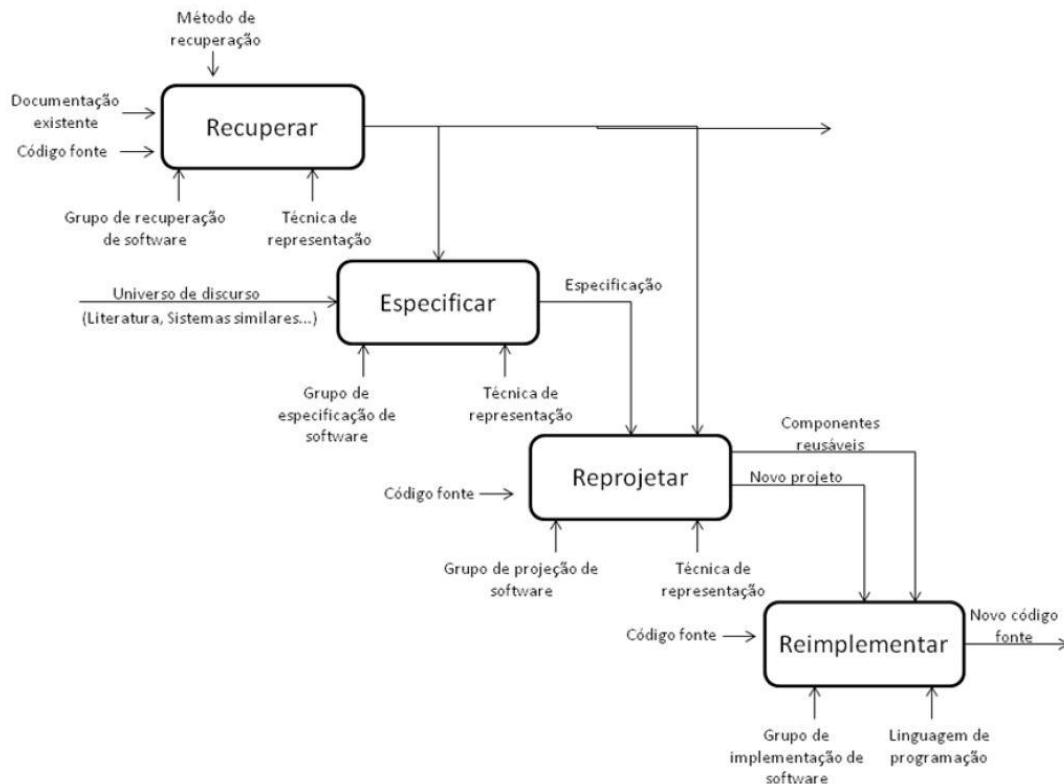 Método de
recuperação
Documentação
existente
Código fonte
Recuperar
Grupo de recuperação
de software
Técnica de
representação
Universo de discurso
(Literatura, Sistemas similares...)
Especificar
Especificação
Grupo de
especificação de
software
Técnica de
representação
Componentes
reusáveis
Código fonte
Reprojetar
Novo projeto
Grupo de projeção de
software
Técnica de
representação
Código fonte
Reimplementar
Novo código
fonte
Grupo de
implementação de
software
Linguagem de
programação